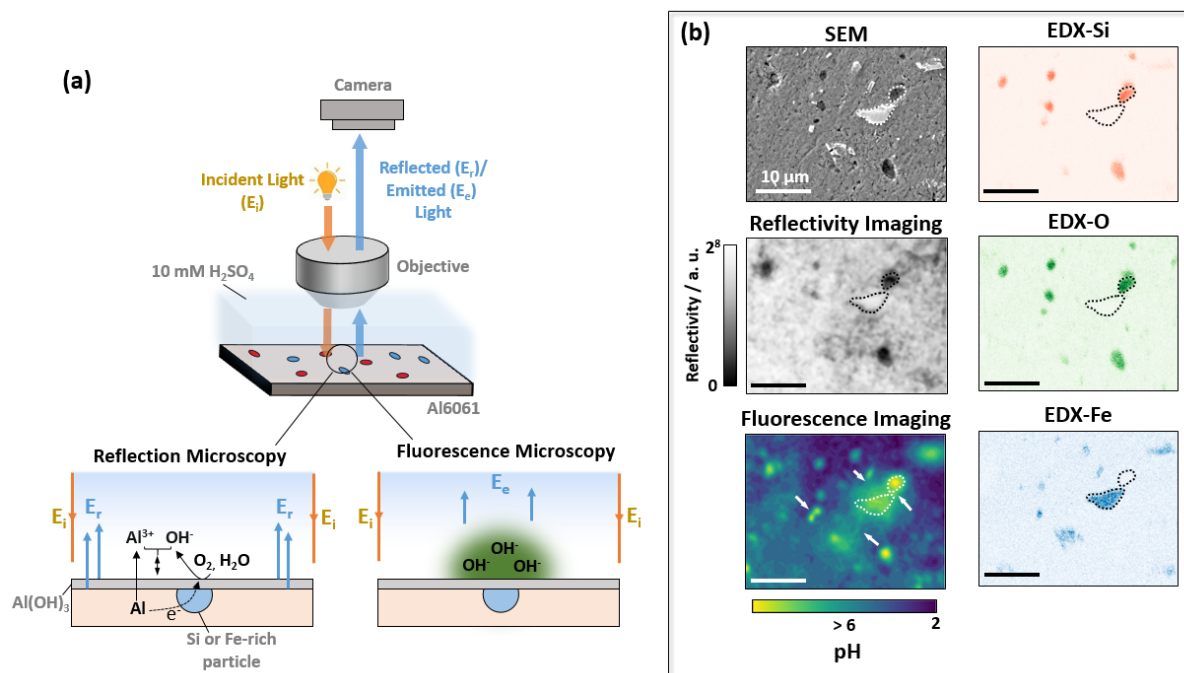 (a)
Camera
Incident Light
(Ei)
Reflected (Er)/
Emitted (Ee)
Light
10 mM H2SO4
Objective
Al6061
Reflection Microscopy
Fluorescence Microscopy
Ei
Er
Er
Ei
Al3+ OH-
O2, H2O
Al(OH)3
Al
e-
Si or Fe-rich
particle
Ei
Ee
Ei
OH-
OH- OH-
(b)
SEM
10 µm
EDX-Si
Reflectivity Imaging
2⁸
Reflectivity / a. u.
0
EDX-O
Fluorescence Imaging
> 6 2
pH
EDX-Fe